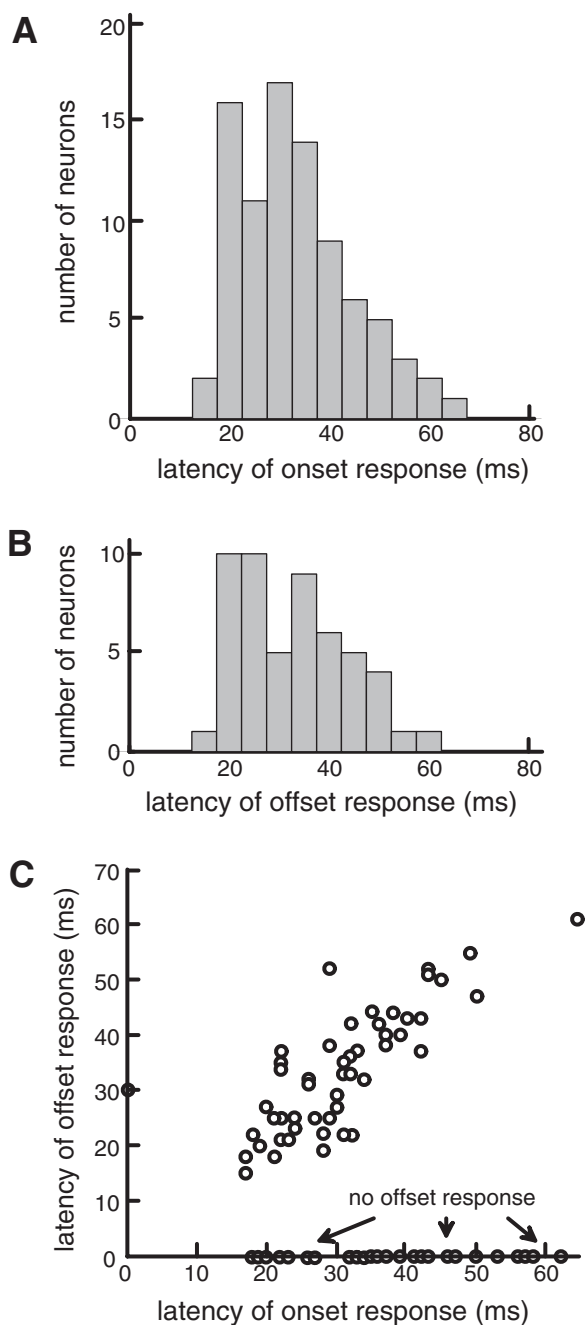 A
20
15
10
5
0
number of neurons
0 20 40 60 80
latency of onset response (ms)
B
10
5
0
number of neurons
0 20 40 60 80
latency of offset response (ms)
C
70
60
50
40
30
20
10
0
latency of offset response (ms)
no offset response
0 10 20 30 40 50 60
latency of onset response (ms)